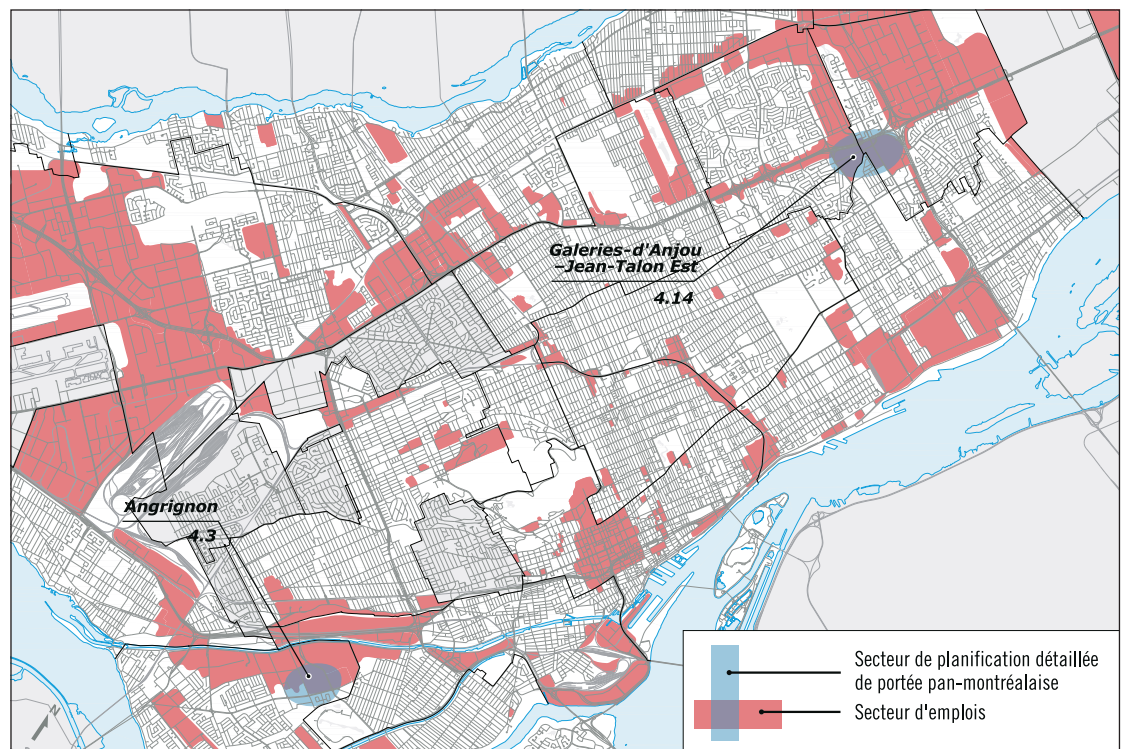 Galeries-d'Anjou
–Jean-Talon Est
4.14
Angrignon
4.3
N
Secteur de planification détaillée
de portée pan-montréalaise
Secteur d'emplois